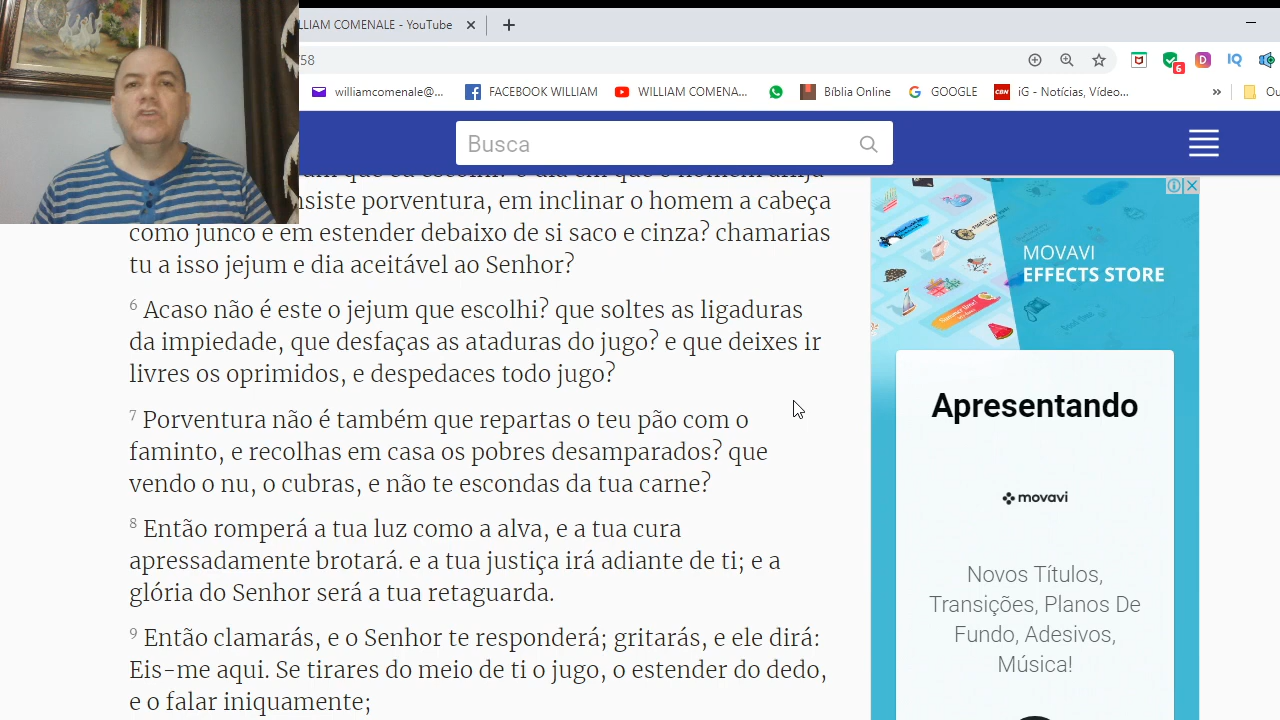 LLIAM COMENALE - YouTube
58
6
IQ
williamcomenale@...
FACEBOOK WILLIAM
WILLIAM COMENA...
Bíblia Online
GOOGLE
CBN
iG - Notícias, Vídeo...
»
Ou
Busca
nsiste porventura, em inclinar o homem a cabeça
como junco e em estender debaixo de si saco e cinza? chamarias
tu a isso jejum e dia aceitável ao Senhor?
6 Acaso não é este o jejum que escolhi? que soltes as ligaduras
da impiedade, que desfaças as ataduras do jugo? e que deixes ir
livres os oprimidos, e despedaces todo jugo?
7 Porventura não é também que repartas o teu pão com o
faminto, e recolhas em casa os pobres desamparados? que
vendo o nu, o cubras, e não te escondas da tua carne?
8 Então romperá a tua luz como a alva, e a tua cura
apressadamente brotará. e a tua justiça irá adiante de ti; e a
glória do Senhor será a tua retaguarda.
9 Então clamarás, e o Senhor te responderá; gritarás, e ele dirá:
Eis-me aqui. Se tirares do meio de ti o jugo, o estender do dedo,
e o falar iniquamente;
MOVAVI
EFFECTS STORE
Apresentando
movavi
Novos Títulos,
Transições, Planos De
Fundo, Adesivos,
Música!